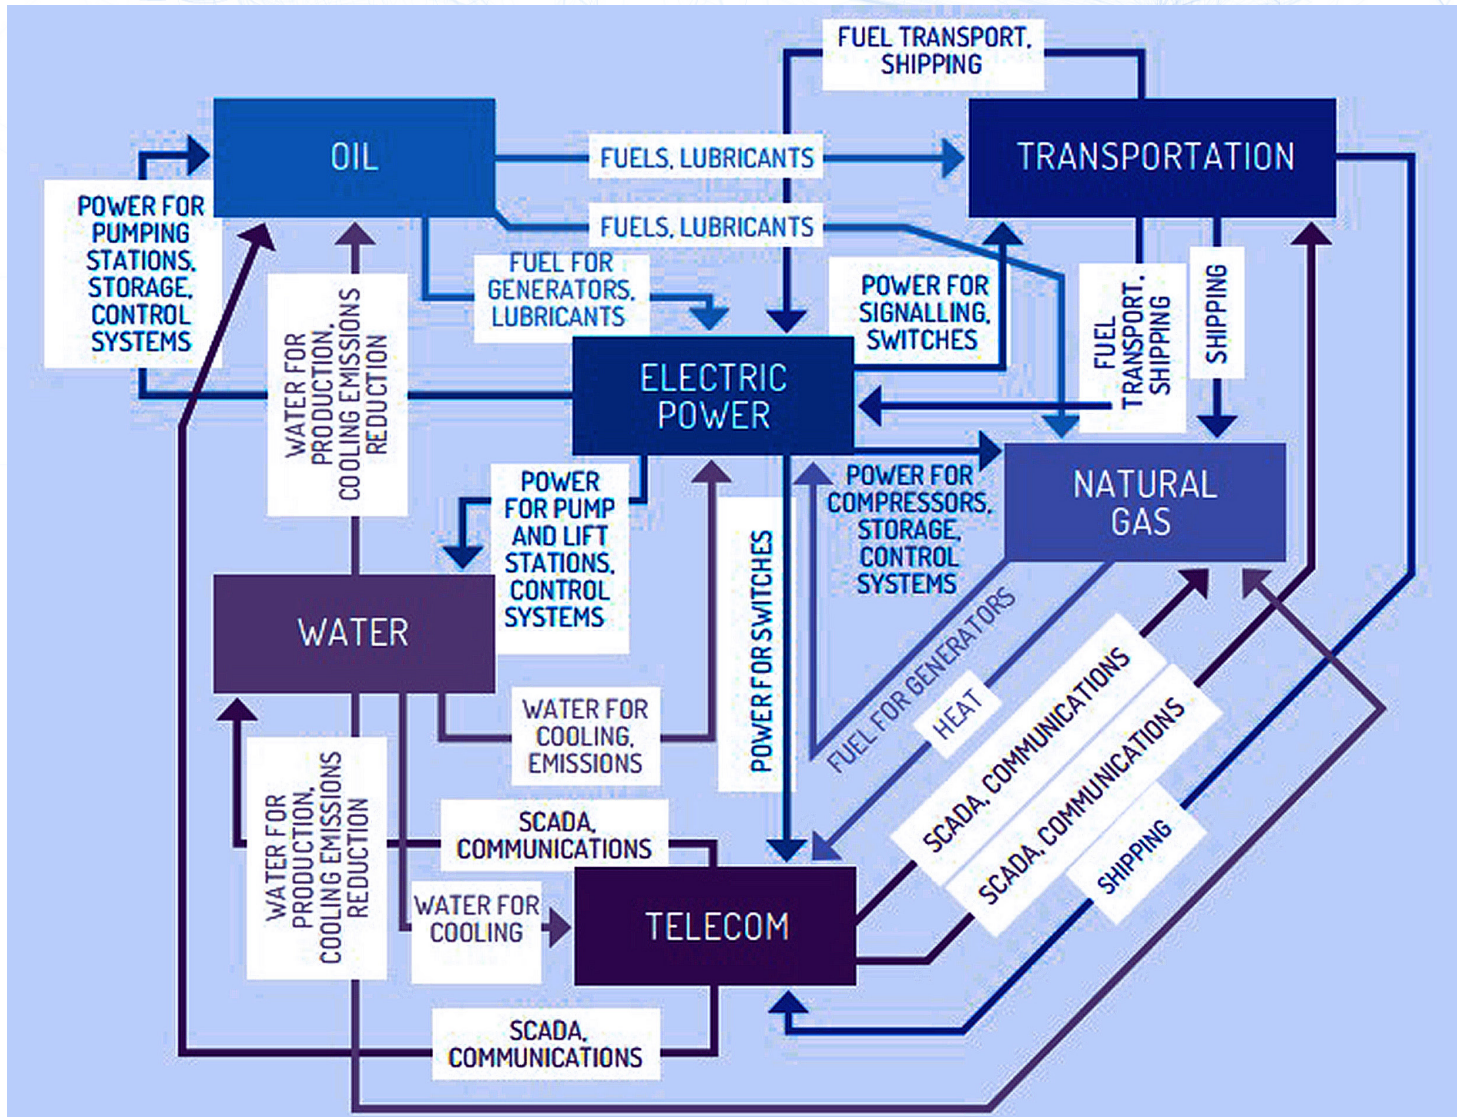 FUEL TRANSPORT,
SHIPPING
OIL
FUELS, LUBRICANTS
TRANSPORTATION
POWER FOR
PUMPING
STATIONS,
STORAGE,
CONTROL
SYSTEMS
FUELS, LUBRICANTS
FUEL FOR
GENERATORS,
LUBRICANTS
POWER FOR
SIGNALLING,
SWITCHES
FUEL
TRANSPORT,
SHIPPING
SHIPPING
WATER FOR
PRODUCTION,
COOLING EMISSIONS
REDUCTION
ELECTRIC
POWER
POWER
FOR PUMP
AND LIFT
STATIONS,
CONTROL
SYSTEMS
POWER FOR
COMPRESSORS,
STORAGE,
CONTROL
SYSTEMS
NATURAL
GAS
WATER
POWER FOR SWITCHES
FUEL FOR GENERATORS
HEAT
WATER FOR
COOLING,
EMISSIONS
SCADA, COMMUNICATIONS
SCADA, COMMUNICATIONS
SHIPPING
WATER FOR
PRODUCTION,
COOLING EMISSIONS
REDUCTION
SCADA,
COMMUNICATIONS
WATER FOR
COOLING
TELECOM
SCADA,
COMMUNICATIONS